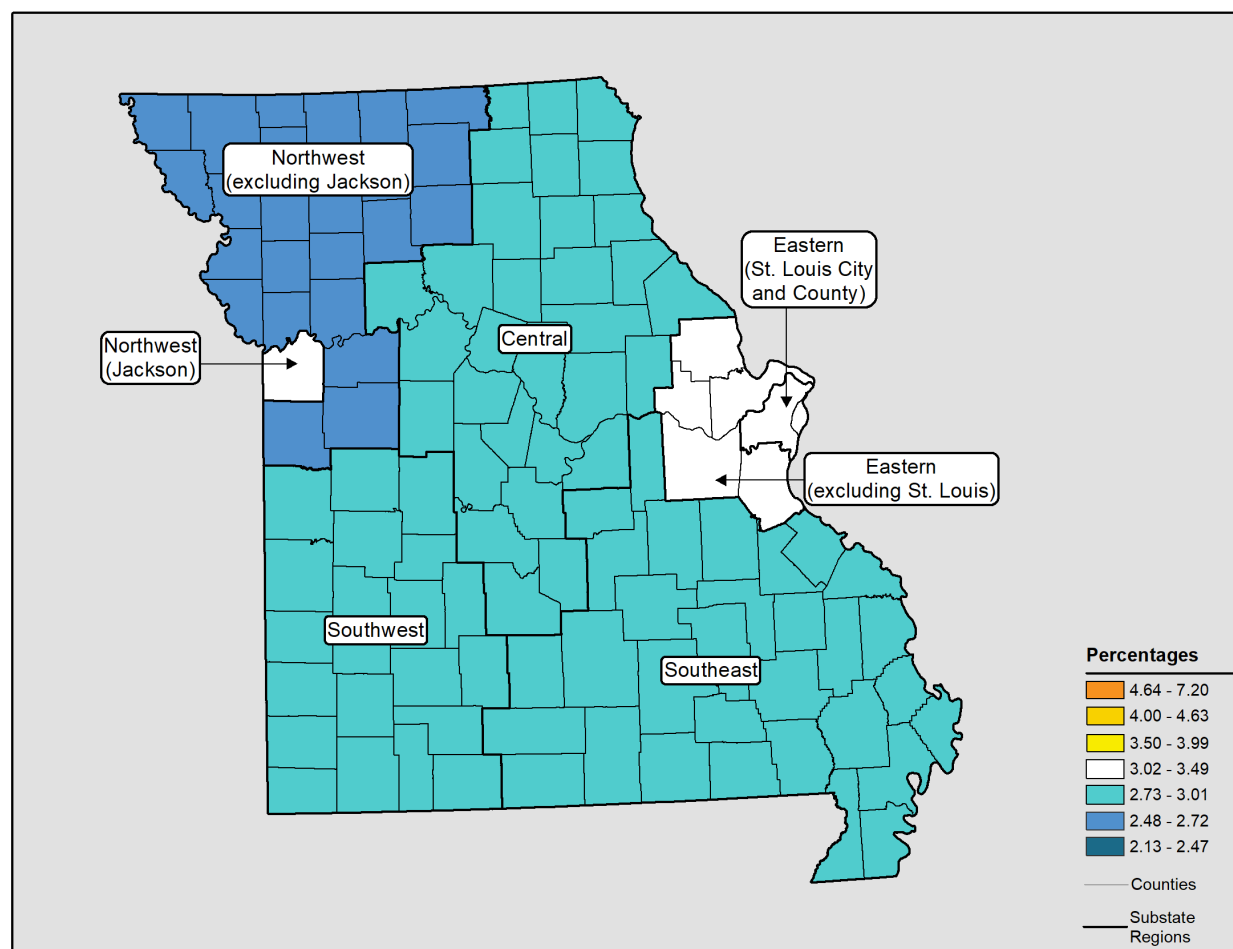 Northwest
(excluding Jackson)
Eastern
(St. Louis City
and County)
Central
Northwest
(Jackson)
Eastern
(excluding St. Louis)
Southwest
Southeast
Percentages
4.64 - 7.20
4.00 - 4.63
3.50 - 3.99
3.02 - 3.49
2.73 - 3.01
2.48 - 2.72
2.13 - 2.47
Counties
Substate
Regions